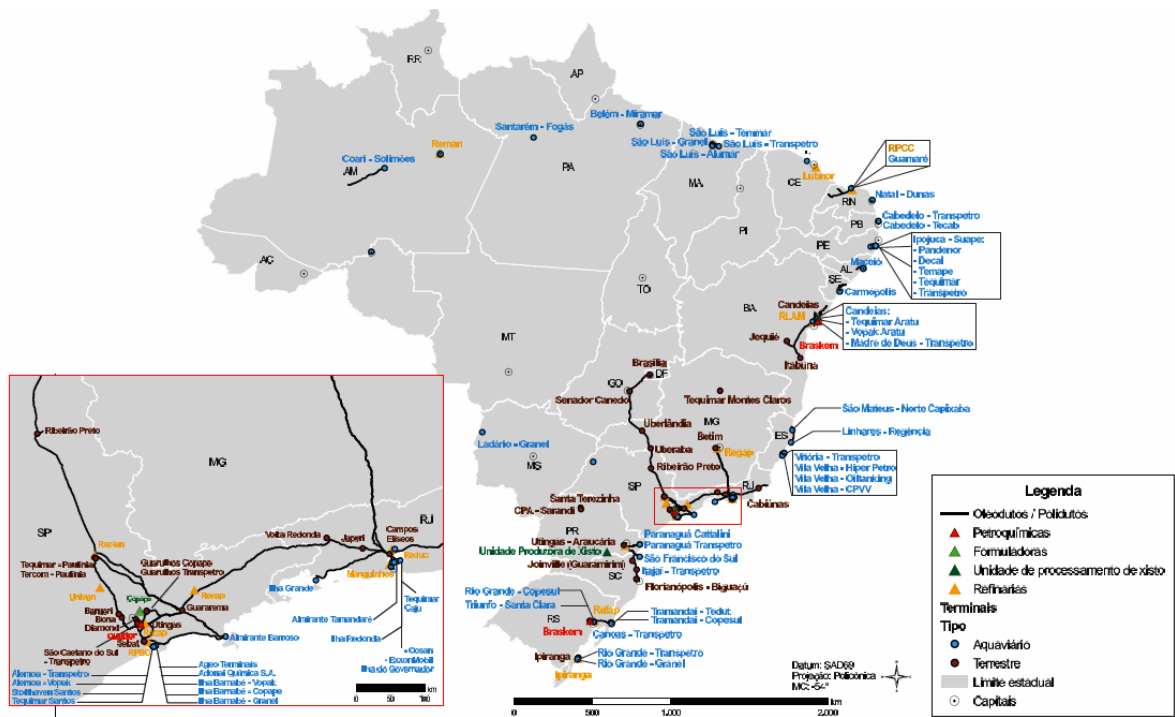 RR
AP
Belém - Miramar
Santarém - Fogás
São Luís - Temmar
São Luís - Granel
São Luís - Transpetro
São Luís - Alumar
Reman
Coari - Solimões
AM
PA
MA
CE
Lubnor
RPCC
Guamaré
RN
Natal - Dunas
PB
Cabedelo - Transpetro
Cabedelo - Tecab
PI
PE
Ipojuca - Suape:
- Pandenor
- Decal
- Temape
- Tequimar
- Transpetro
AC
AL
Maceió
SE
Carmópolis
TO
BA
Candeias
RLAM
Candeias:
- Tequimar Aratu
- Vopak Aratu
- Madre de Deus - Transpetro
Jequié
Braskem
Itabuna
MT
Brasília
DF
GO
Senador Canedo
Tequimar Montes Claros
MG
Uberlândia
Betim
Uberaba
Regap
Ribeirão Preto
São Mateus - Norte Capixaba
ES
Linhares - Regência
Vitória - Transpetro
Vila Velha - Hiper Petro
Vila Velha - Oiltanking
Vila Velha - CPVV
Ladário - Granel
MS
SP
RJ
Cabiúnas
Santa Terezinha
CPA - Sarandi
PR
Utingas - Araucária
Unidade Produtora de Xisto
Joinville (Guaramirim)
SC
Florianópolis - Biguaçú
Paranaguá Cattalini
Paranaguá Transpetro
São Francisco do Sul
Itajaí - Transpetro
Rio Grande - Copesul
Triunfo - Santa Clara
Refap
Tramandaí - Tedut
Tramandaí - Copesul
RS
Braskem
Canoas - Transpetro
Ipiranga
Rio Grande - Transpetro
Rio Grande - Granel
Ipiranga
Datum: SAD69
Projeção: Policônica
MC: -54°
km
0 500 1,000 2,000
Ribeirão Preto
MG
SP
RJ
Replan
Volta Redonda
Japeri
Campos
Elíseos
Reduc
Guarulhos Copape
Guarulhos Transpetro
Tequimar - Paulínia
Tercom - Paulínia
Manguinhos
Univen
Copape
Revap
Ilha Grande
Guararema
Tequimar
Caju
Barueri
Bona
Diamond
Utingas
Almirante Tamandaré
Recap
Almirante Barroso
Ilha Redonda
Sebat
São Caetano do Sul
- Transpetro
RPBC
Cosan -
ExxonMobil
Ilha do Governador
Alemoa - Transpetro
Alemoa - Vopak
Stolthaven Santos
Tequimar Santos
Ageo Terminais
Adonai Química S.A.
Ilha Barnabé - Vopak
Ilha Barnabé - Copape
Ilha Barnabé - Granel
km
0 50 100
Legenda
Oleodutos / Polidutos
Petroquímicas
Formuladoras
Unidade de processamento de xisto
Refinarias
Terminais
Tipo
Aquaviário
Terrestre
Limite estadual
Capitais